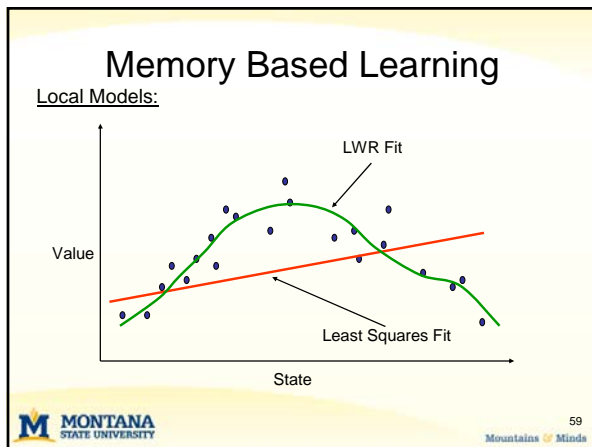 Memory Based Learning
Local Models:
LWR Fit
Value
Least Squares Fit
State
59
M MONTANA
STATE UNIVERSITY
Mountains & Minds